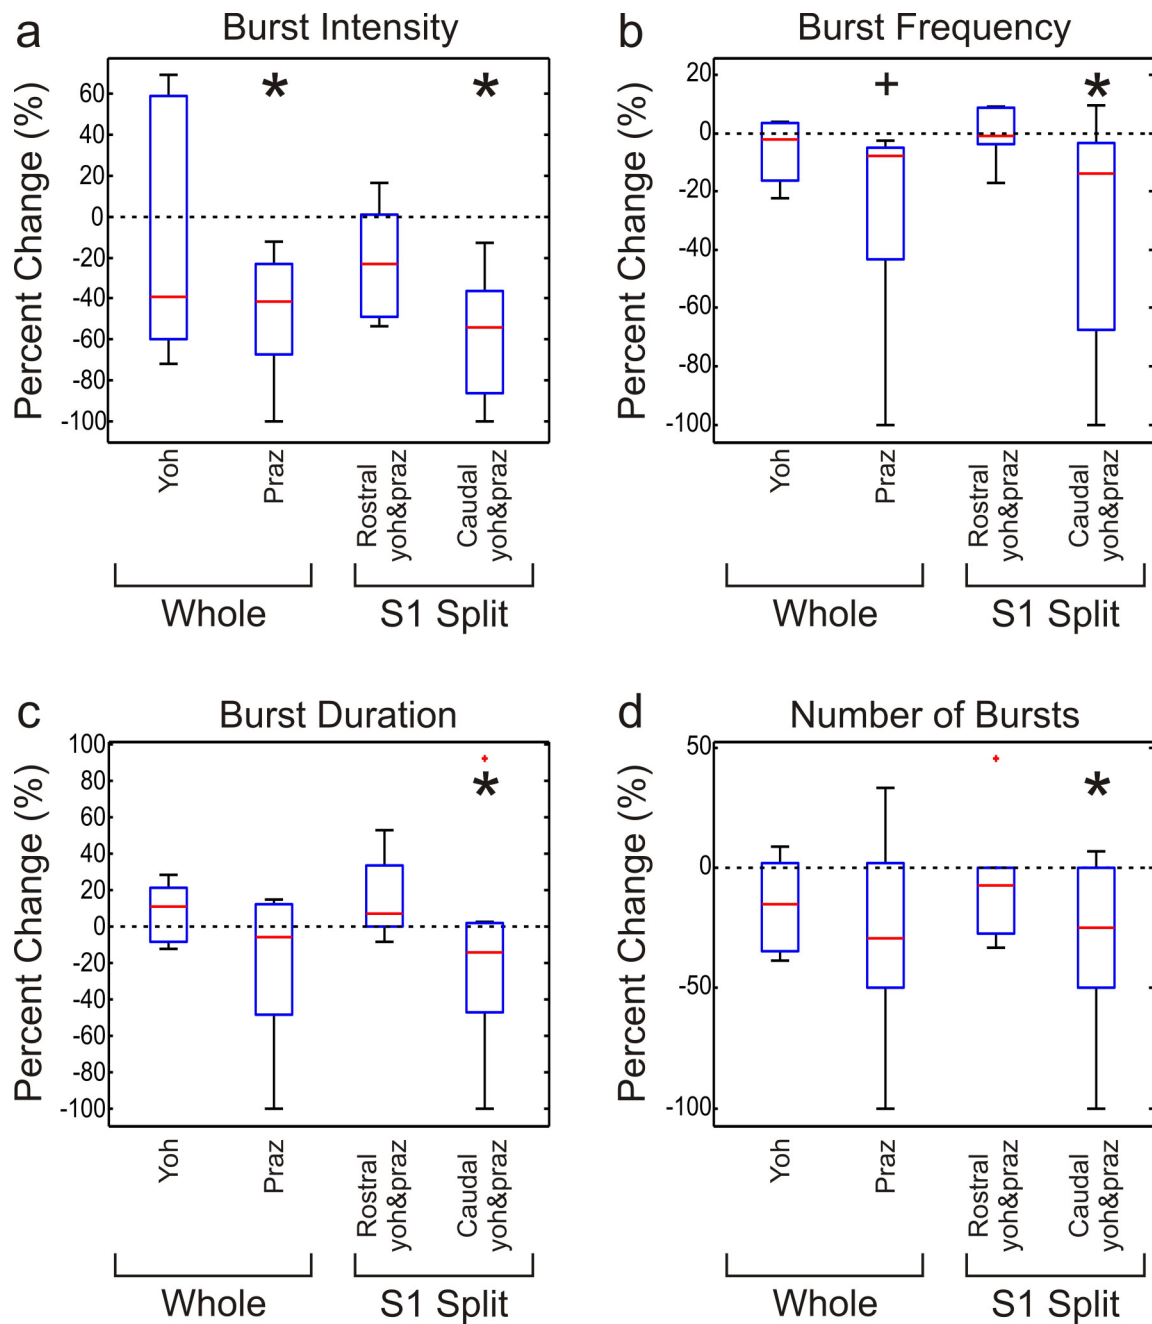 a
Burst Intensity
Percent Change (%)
60
40
20
0
-20
-40
-60
-80
-100
*
*
Yoh
Praz
Rostral
yoh&praz
Caudal
yoh&praz
Whole
S1 Split
b
Burst Frequency
Percent Change (%)
20
0
-20
-40
-60
-80
-100
+
*
Yoh
Praz
Rostral
yoh&praz
Caudal
yoh&praz
Whole
S1 Split
c
Burst Duration
Percent Change (%)
100
80
60
40
20
0
-20
-40
-60
-80
-100
*
Yoh
Praz
Rostral
yoh&praz
Caudal
yoh&praz
Whole
S1 Split
d
Number of Bursts
Percent Change (%)
50
0
-50
-100
*
Yoh
Praz
Rostral
yoh&praz
Caudal
yoh&praz
Whole
S1 Split